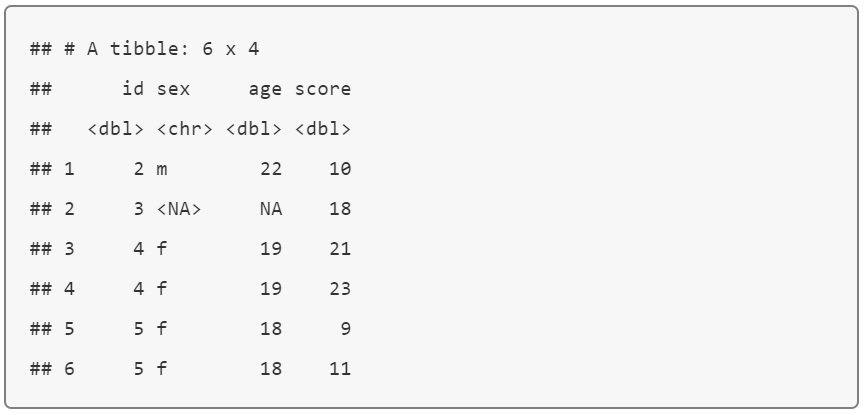 ## # A tibble: 6 x 4
##      id sex     age score
##   <dbl> <chr> <dbl> <dbl>
## 1     2 m        22    10
## 2     3 <NA>     NA    18
## 3     4 f        19    21
## 4     4 f        19    23
## 5     5 f        18     9
## 6     5 f        18    11